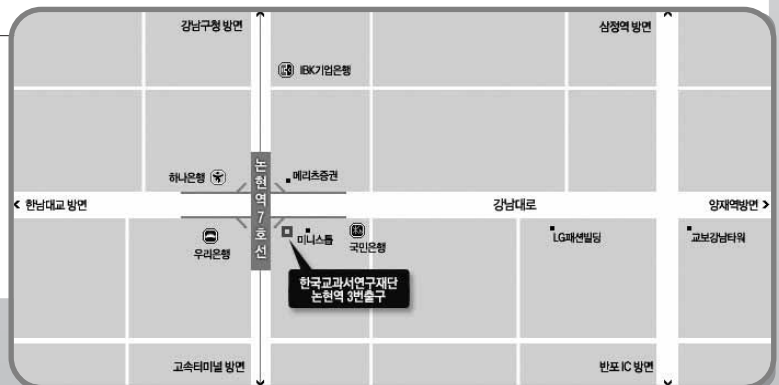 강남구청 방면
삼정역 방면
IBK기업은행
하나은행
메리츠증권
논현역 7호선
< 한남대교 방면
강남대로
양재역방면 >
우리은행
미니스톱
국민은행
LG패션빌딩
교보강남타워
한국교과서연구재단
논현역 3번출구
고속터미널 방면
반포 IC 방면